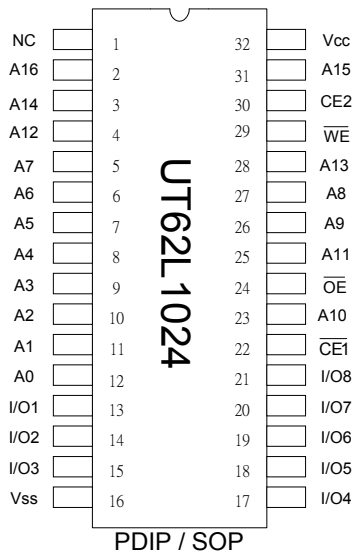 NC 1 32 Vcc
A16 2 31 A15
A14 3 30 CE2
A12 4 29 W̅E̅
A7 5 28 A13
A6 6 27 A8
A5 7 26 A9
A4 8 25 A11
A3 9 24 O̅E̅
A2 10 23 A10
A1 11 22 C̅E̅1̅
A0 12 21 I/O8
I/O1 13 20 I/O7
I/O2 14 19 I/O6
I/O3 15 18 I/O5
Vss 16 17 I/O4
UT62L1024
PDIP / SOP